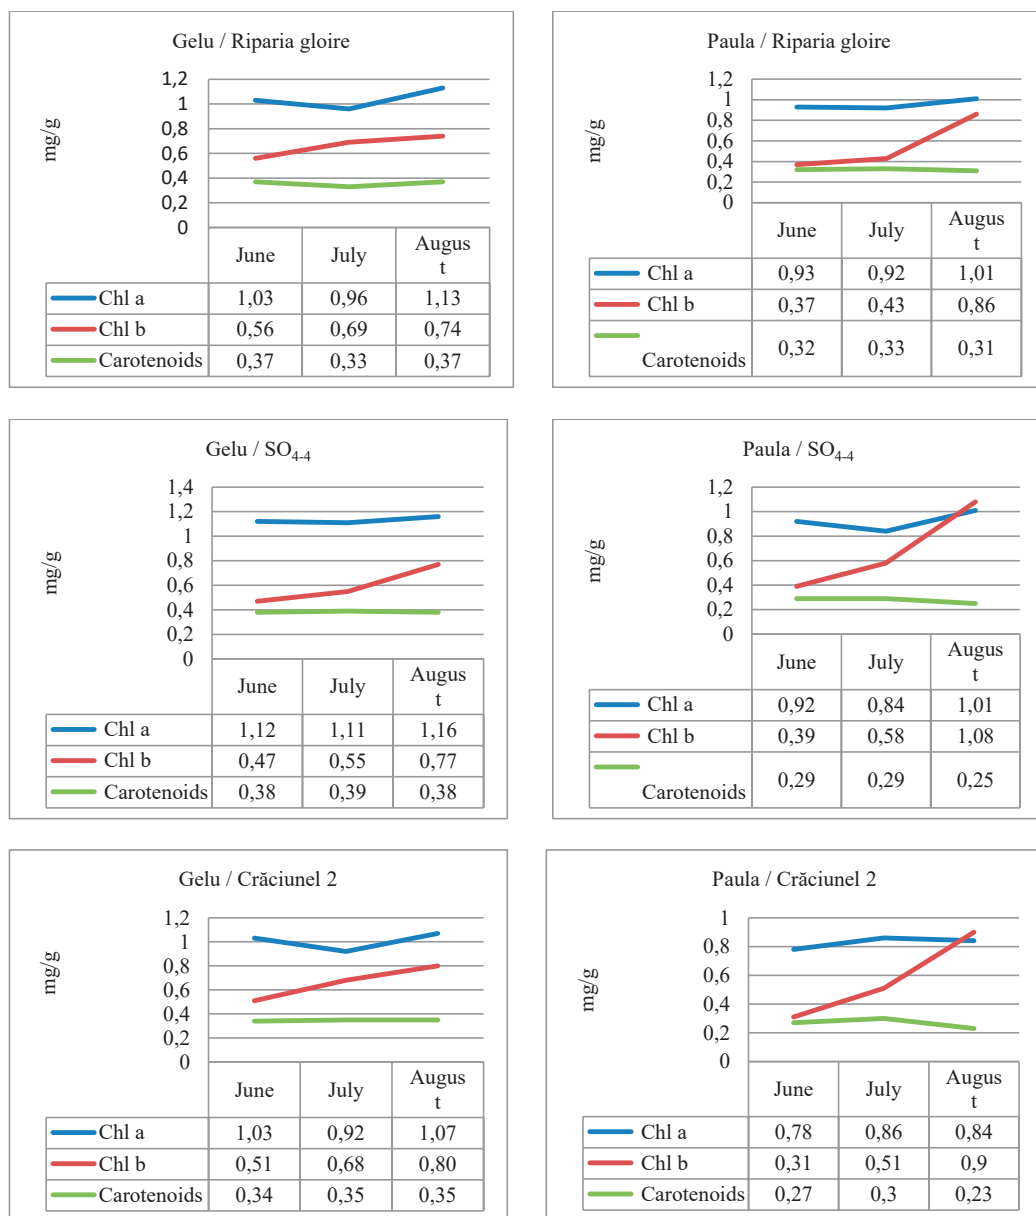 Gelu / Riparia gloire
mg/g
1,2
1
0,8
0,6
0,4
0,2
0
June July Augus
t
Chl a 1,03 0,96 1,13
Chl b 0,56 0,69 0,74
Carotenoids 0,37 0,33 0,37
Paula / Riparia gloire
mg/g
1,2
1
0,8
0,6
0,4
0,2
0
June July Augus
t
Chl a 0,93 0,92 1,01
Chl b 0,37 0,43 0,86
Carotenoids 0,32 0,33 0,31
Gelu / SO4-4
mg/g
1,4
1,2
1
0,8
0,6
0,4
0,2
0
June July Augus
t
Chl a 1,12 1,11 1,16
Chl b 0,47 0,55 0,77
Carotenoids 0,38 0,39 0,38
Paula / SO4-4
mg/g
1,2
1
0,8
0,6
0,4
0,2
0
June July Augus
t
Chl a 0,92 0,84 1,01
Chl b 0,39 0,58 1,08
Carotenoids 0,29 0,29 0,25
Gelu / Crăciunel 2
mg/g
1,2
1
0,8
0,6
0,4
0,2
0
June July Augus
t
Chl a 1,03 0,92 1,07
Chl b 0,51 0,68 0,80
Carotenoids 0,34 0,35 0,35
Paula / Crăciunel 2
mg/g
1
0,8
0,6
0,4
0,2
0
June July Augus
t
Chl a 0,78 0,86 0,84
Chl b 0,31 0,51 0,9
Carotenoids 0,27 0,3 0,23